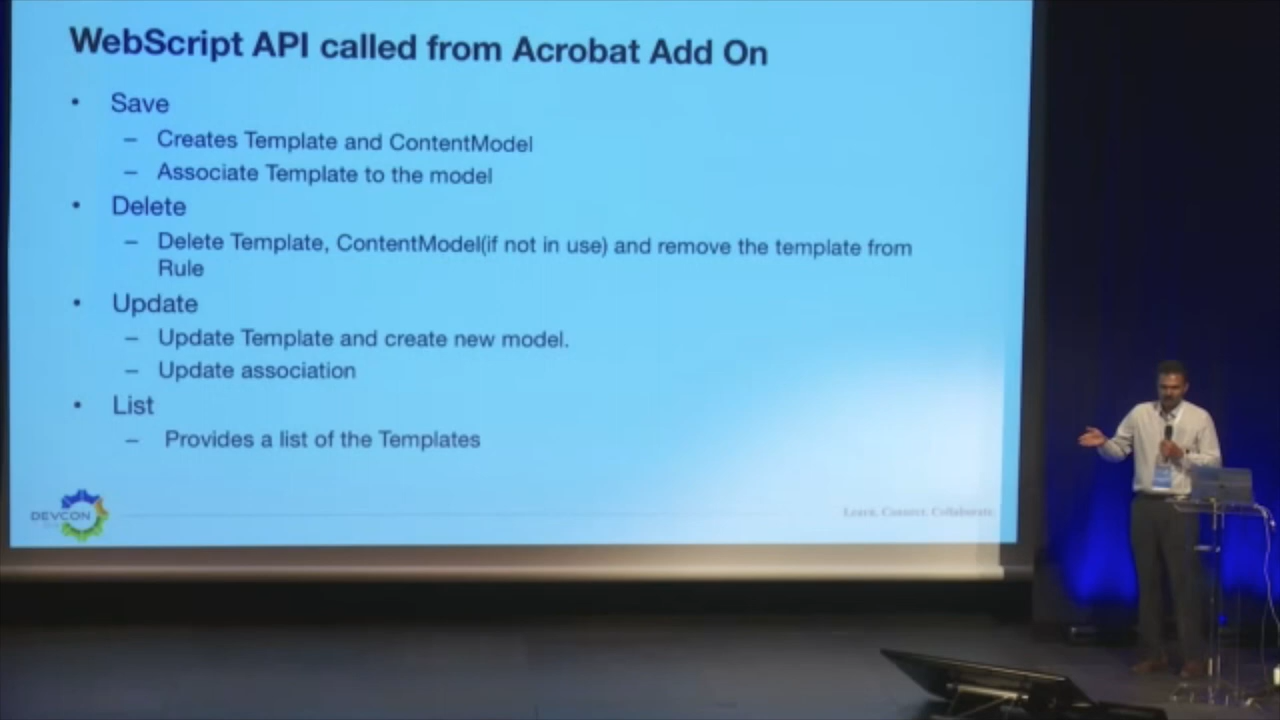 WebScript API called from Acrobat Add On
• Save
– Creates Template and ContentModel
– Associate Template to the model
• Delete
– Delete Template, ContentModel(if not in use) and remove the template from
Rule
• Update
– Update Template and create new model.
– Update association
• List
– Provides a list of the Templates
DEVCON
Learn. Connect. Collaborate.